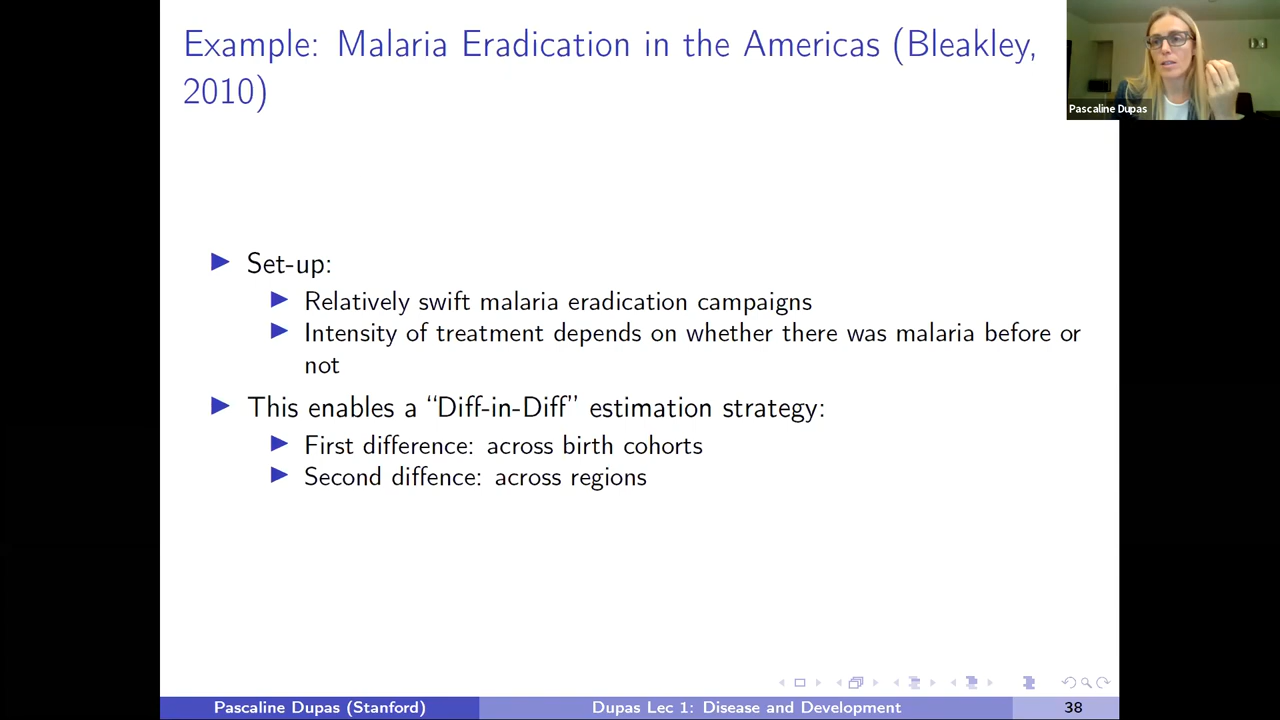 Example: Malaria Eradication in the Americas (Bleakley,
2010)
Pascaline Dupas
Set-up:
Relatively swift malaria eradication campaigns
Intensity of treatment depends on whether there was malaria before or
not
This enables a “Diff-in-Diff” estimation strategy:
First difference: across birth cohorts
Second diffence: across regions
Pascaline Dupas (Stanford)
Dupas Lec 1: Disease and Development
38